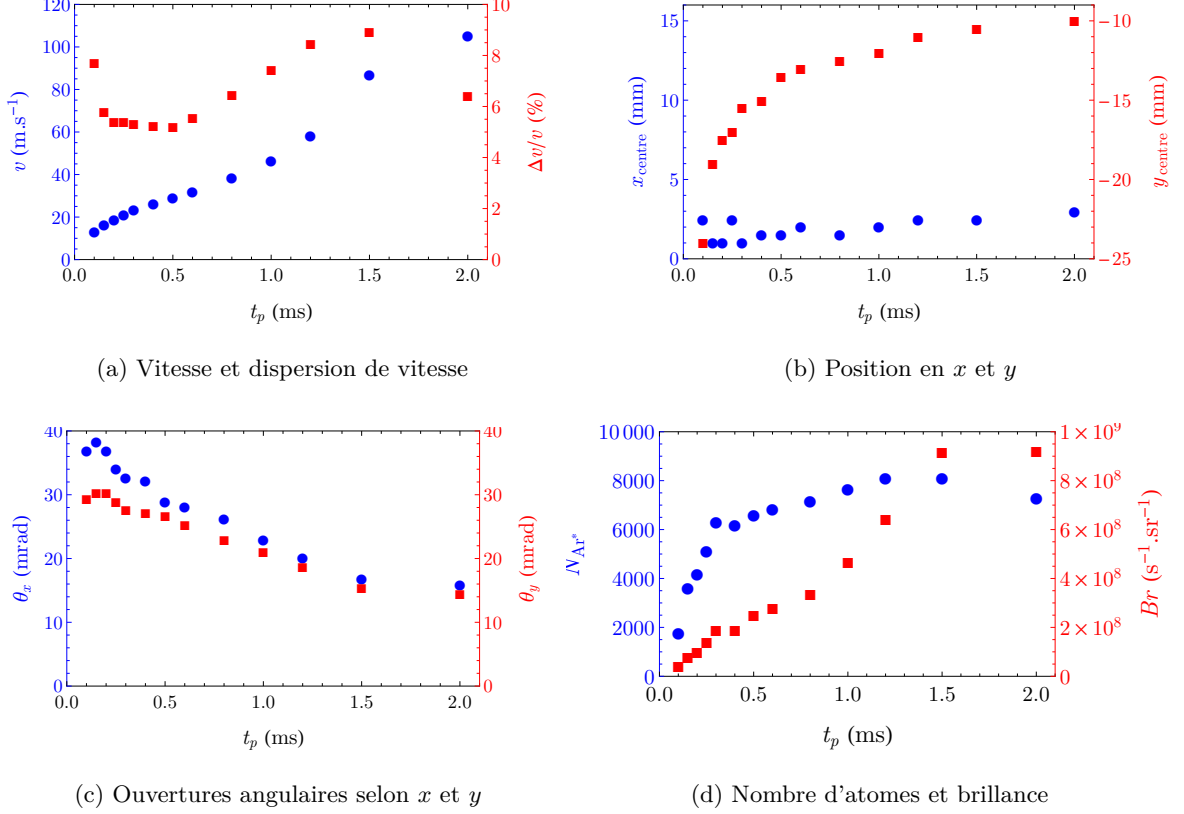 120
100
80
60
40
20
0
v (m.s⁻¹)
10
8
6
4
2
0
Δv/v (%)
0.0 0.5 1.0 1.5 2.0
t_p (ms)
(a) Vitesse et dispersion de vitesse
15
10
5
0
x_centre (mm)
−10
−15
−20
−25
y_centre (mm)
0.0 0.5 1.0 1.5 2.0
t_p (ms)
(b) Position en x et y
40
30
20
10
0
θ_x (mrad)
40
30
20
10
0
θ_y (mrad)
0.0 0.5 1.0 1.5 2.0
t_p (ms)
(c) Ouvertures angulaires selon x et y
10 000
8000
6000
4000
2000
0
N_Ar*
1×10⁹
8×10⁸
6×10⁸
4×10⁸
2×10⁸
0
Br (s⁻¹.sr⁻¹)
0.0 0.5 1.0 1.5 2.0
t_p (ms)
(d) Nombre d'atomes et brillance